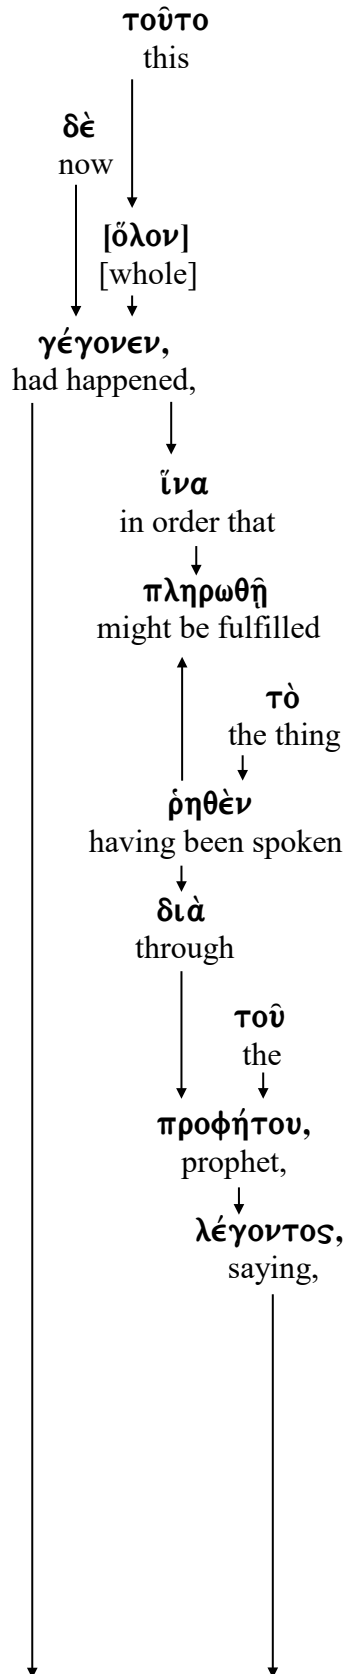 τοῦτο
this
δὲ
now
[ὅλον]
[whole]
γέγονεν,
had happened,
ἵνα
in order that
πληρωθῇ
might be fulfilled
τὸ
the thing
ῥηθὲν
having been spoken
διὰ
through
τοῦ
the
προφήτου,
prophet,
λέγοντος,
saying,